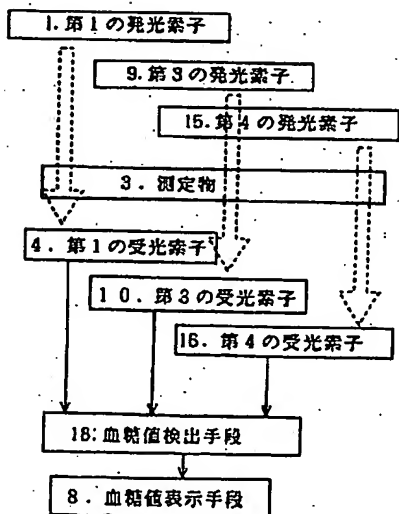 1.第1の発光素子
9.第3の発光素子
15.第4の発光素子
3.測定物
4.第1の受光素子
10.第3の受光素子
16.第4の受光素子
18:血糖値検出手段
8.血糖値表示手段